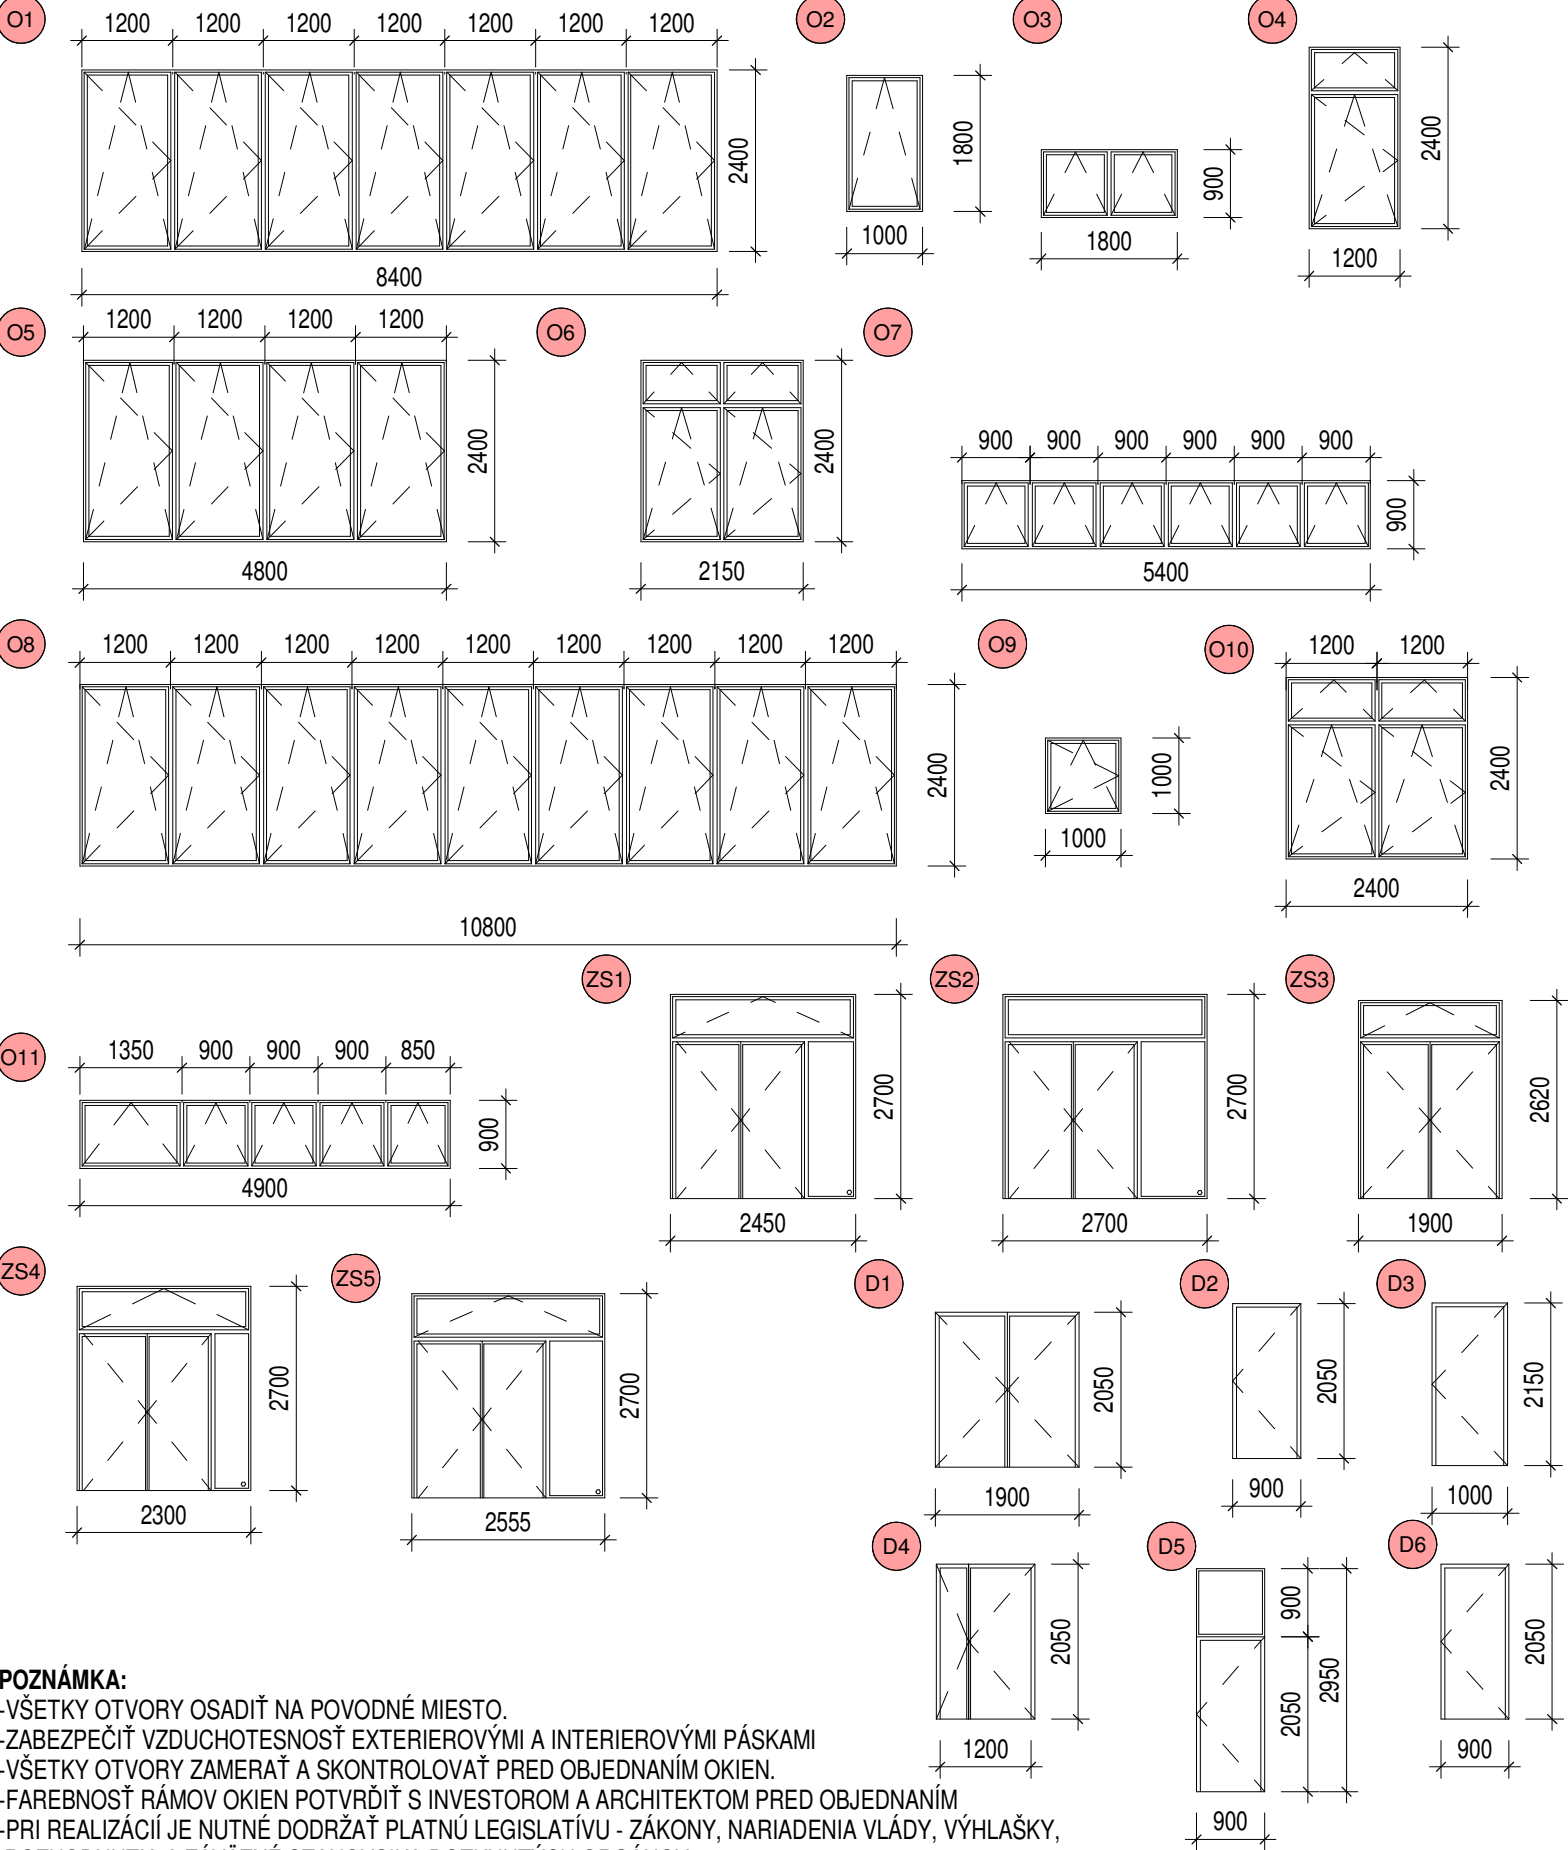 O1 1200 1200 1200 1200 1200 1200 1200 O2 O3 O4
2400 1800 900 2400
8400 1000 1800 1200
O5 1200 1200 1200 1200 O6 O7
2400 2400 900 900 900 900 900 900 900
4800 2150 5400
O8 1200 1200 1200 1200 1200 1200 1200 1200 1200 O9 O10 1200 1200
2400 1000 2400
10800 1000 2400
ZS1 ZS2 ZS3
O11 1350 900 900 900 850
900 2700 2700 2620
4900 2450 2700 1900
ZS4 ZS5 D1 D2 D3
2700 2700 2050 2050 2150
2300 2555 1900 900 1000
D4 D5 D6
2050 900 2050 2950 2050
1200 900 900
POZNÁMKA:
-VŠETKY OTVORY OSADIŤ NA POVODNÉ MIESTO.
-ZABEZPEČIŤ VZDUCHOTESNOSŤ EXTERIEROVÝMI A INTERIEROVÝMI PÁSKAMI
-VŠETKY OTVORY ZAMERAŤ A SKONTROLOVAŤ PRED OBJEDNANÍM OKIEN.
-FAREBNOSŤ RÁMOV OKIEN POTVRDIŤ S INVESTOROM A ARCHITEKTOM PRED OBJEDNANÍM
-PRI REALIZÁCIÍ JE NUTNÉ DODRŽAŤ PLATNÚ LEGISLATÍVU - ZÁKONY, NARIADENIA VLÁDY, VÝHLAŠKY,